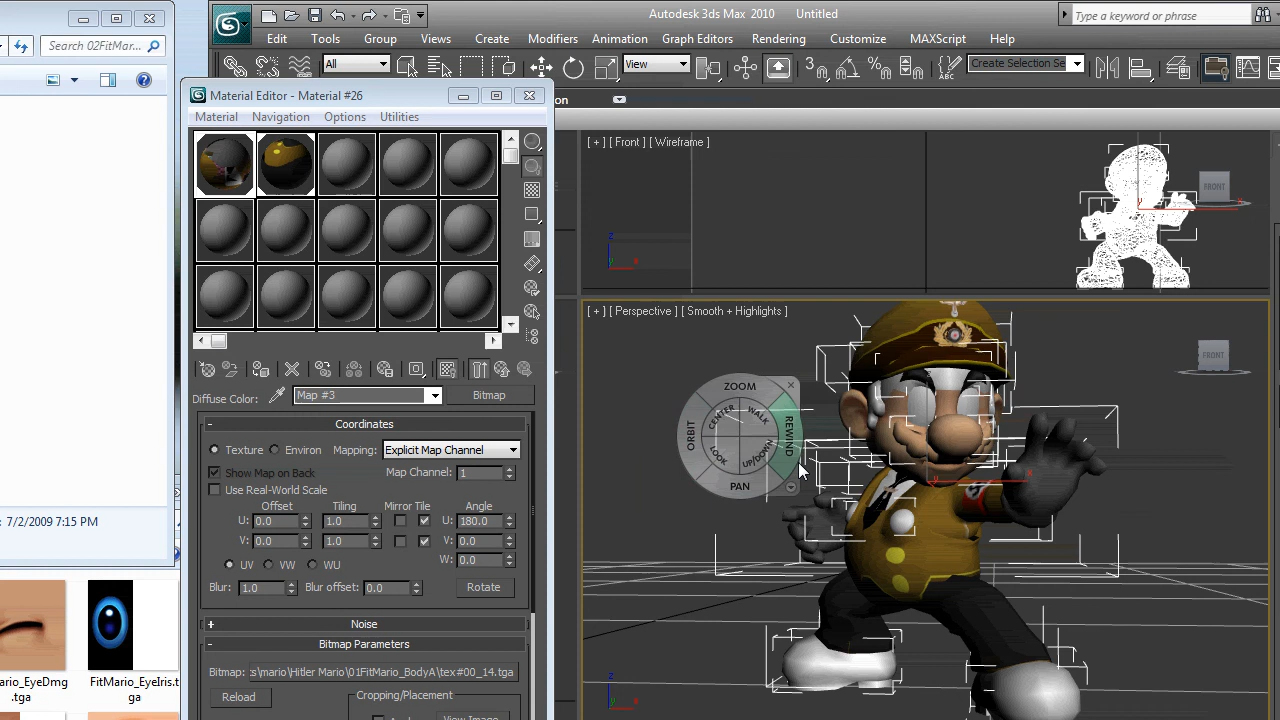 Autodesk 3ds Max 2010 Untitled
Type a keyword or phrase
Search 02FitMar...
Edit Tools Group Views Create Modifiers Animation Graph Editors Rendering Customize MAXScript Help
All
View
3
ABC
Create Selection Se
Material Editor - Material #26
Material Navigation Options Utilities
Diffuse Color:
Map #3
Bitmap
- Coordinates
Texture Environ Mapping: Explicit Map Channel
Show Map on Back Map Channel: 1
Use Real-World Scale
Offset Tiling Mirror Tile Angle
U: 0.0 1.0 U: 180.0
V: 0.0 1.0 V: 0.0
W: 0.0
UV VW WU
Blur: 1.0 Blur offset: 0.0 Rotate
+ Noise
- Bitmap Parameters
Bitmap: :s\mario\Hitler Mario\01FitMario_BodyA\tex#00_14.tga
Reload
Cropping/Placement
View Image
: 7/2/2009 7:15 PM
ario_EyeDmg
.tga
FitMario_EyeIris.t
ga
on
[ + ] [ Front ] [ Wireframe ]
FRONT
z
x
[ + ] [ Perspective ] [ Smooth + Highlights ]
FRONT
ZOOM
ORBIT
REWIND
PAN
CENTER
WALK
LOOK
UP/DOWN
y
x
z
x